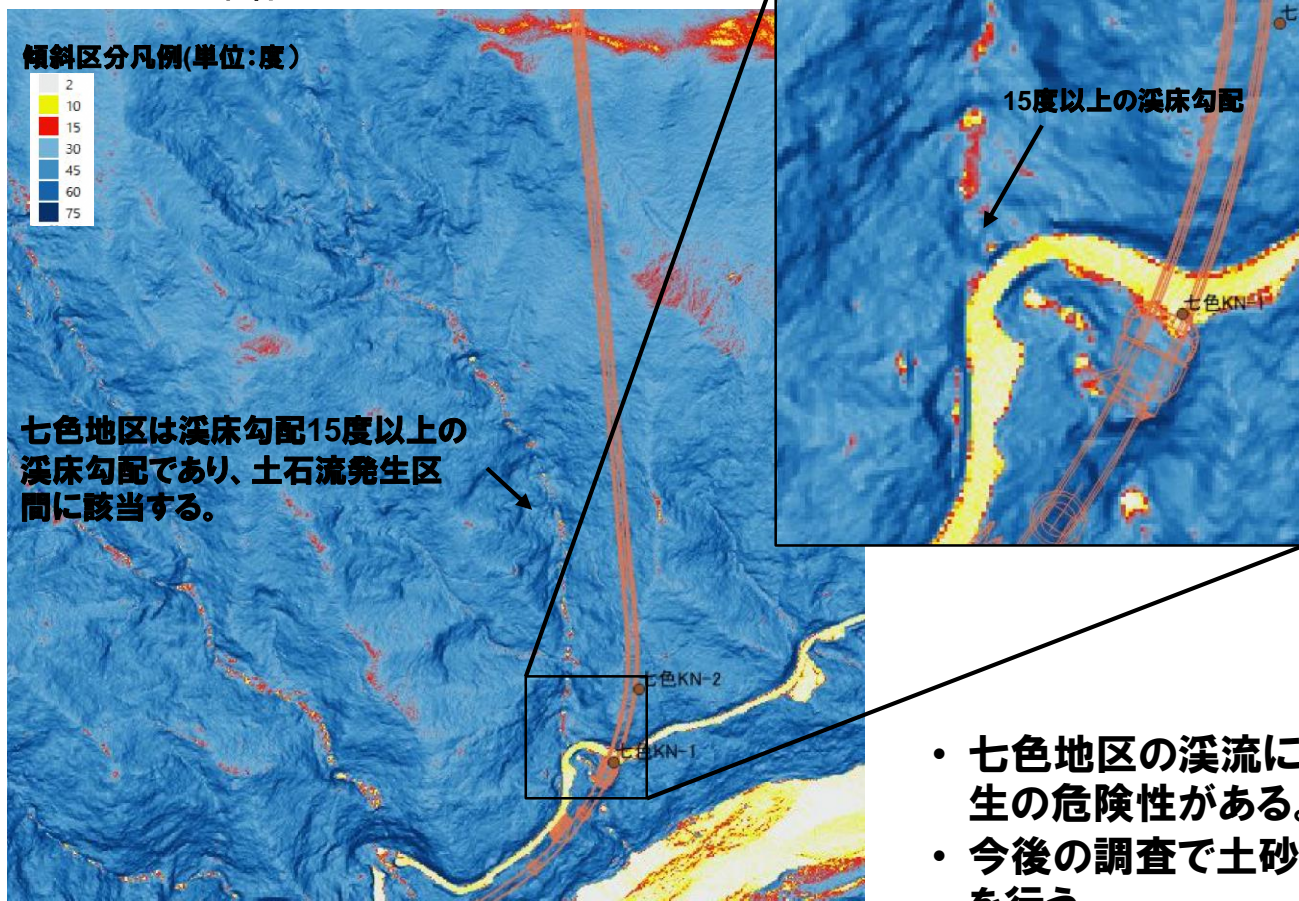 傾斜区分凡例(単位:度)
2
10
15
30
45
60
75
七色地区は渓床勾配15度以上の
渓床勾配であり、土石流発生区
間に該当する。
七色KN-2
七色KN-1
七
15度以上の渓床勾配
七色KN-1
• 七色地区の渓流に
生の危険性がある。
• 今後の調査で土砂
を行う